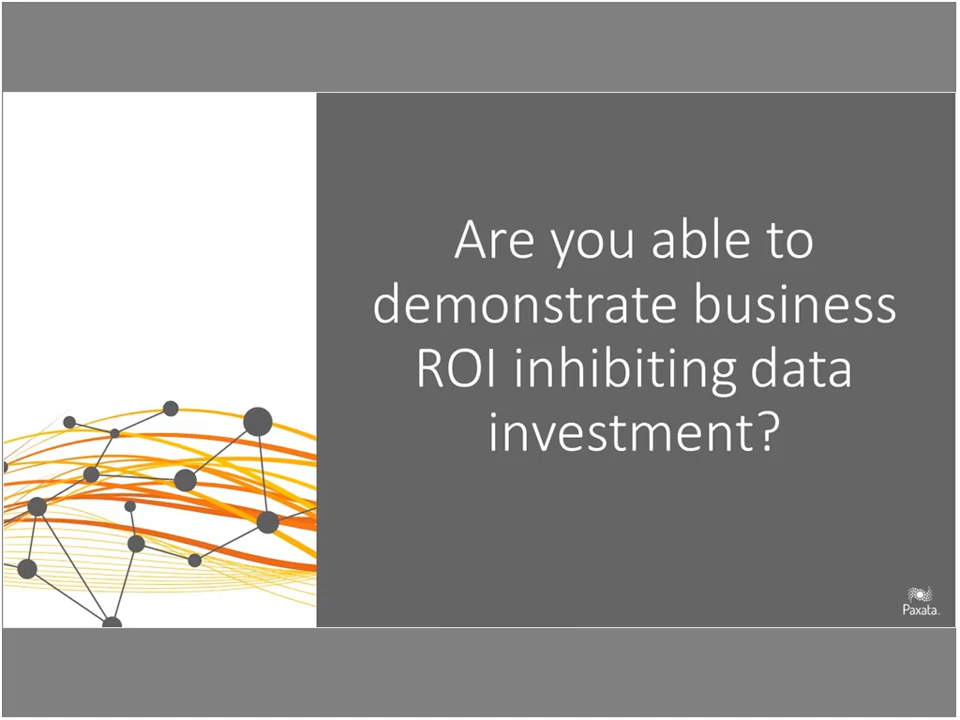 Are you able to
demonstrate business
ROI inhibiting data
investment?
Paxata